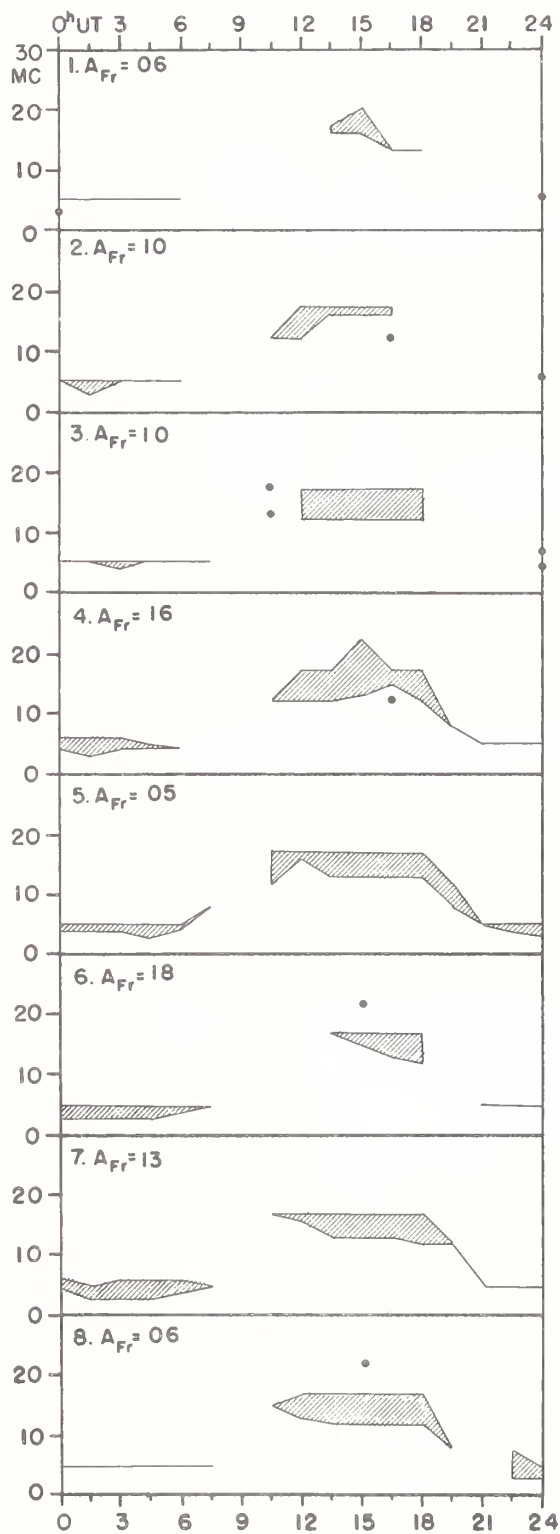 0ʰUT 3 6 9 12 15 18 21 24
30
MC
1. A_Fr = 06
20
10
0
2. A_Fr = 10
20
10
0
3. A_Fr = 10
20
10
0
4. A_Fr = 16
20
10
0
5. A_Fr = 05
20
10
0
6. A_Fr = 18
20
10
0
7. A_Fr = 13
20
10
0
8. A_Fr = 06
20
10
0
0 3 6 9 12 15 18 21 24